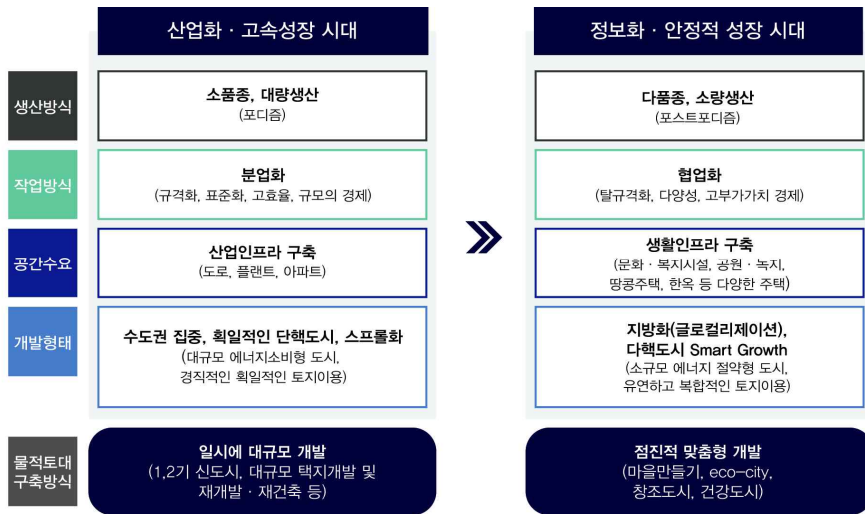 산업화 · 고속성장 시대
정보화 · 안정적 성장 시대
생산방식
소품종, 대량생산
(포디즘)
다품종, 소량생산
(포스트포디즘)
작업방식
분업화
(규격화, 표준화, 고효율, 규모의 경제)
협업화
(탈규격화, 다양성, 고부가가치 경제)
공간수요
산업인프라 구축
(도로, 플랜트, 아파트)
생활인프라 구축
(문화 · 복지시설, 공원 · 녹지,
땅콩주택, 한옥 등 다양한 주택)
개발형태
수도권 집중, 획일적인 단핵도시, 스프롤화
(대규모 에너지소비형 도시,
경직적인 획일적인 토지이용)
지방화(글로컬리제이션),
다핵도시 Smart Growth
(소규모 에너지 절약형 도시,
유연하고 복합적인 토지이용)
물적토대
구축방식
일시에 대규모 개발
(1,2기 신도시, 대규모 택지개발 및
재개발 · 재건축 등)
점진적 맞춤형 개발
(마을만들기, eco-city,
창조도시, 건강도시)